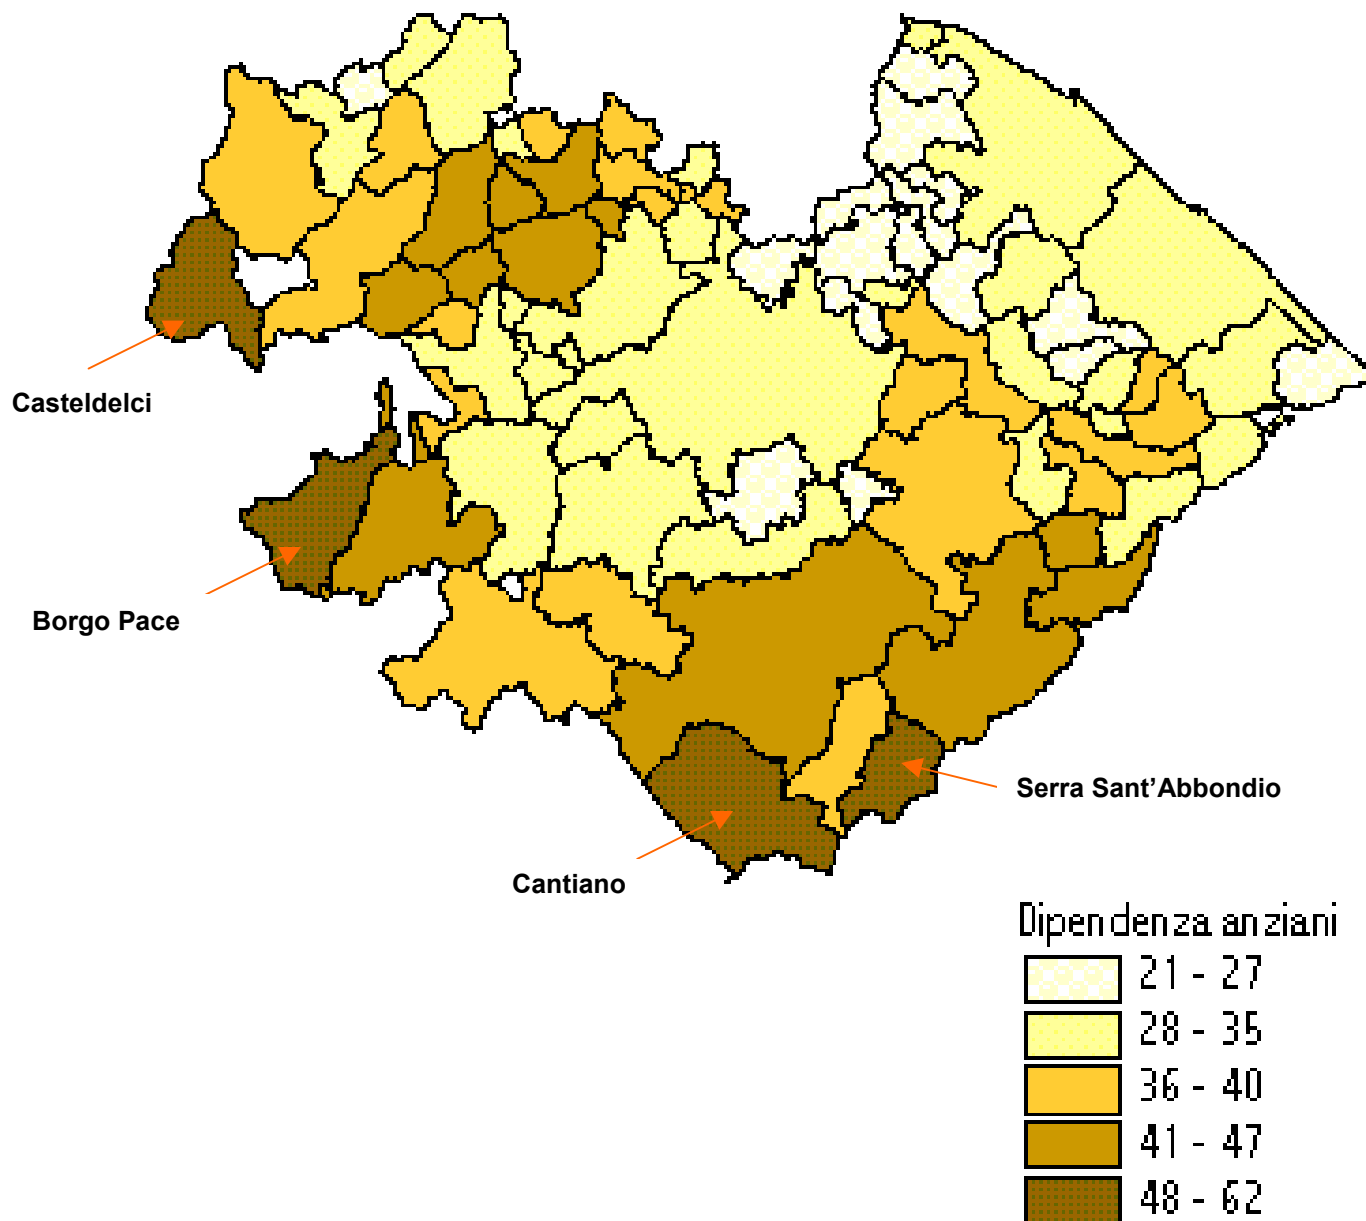 Casteldelci
Borgo Pace
Serra Sant’Abbondio
Cantiano
Dipendenza anziani
21 - 27
28 - 35
36 - 40
41 - 47
48 - 62